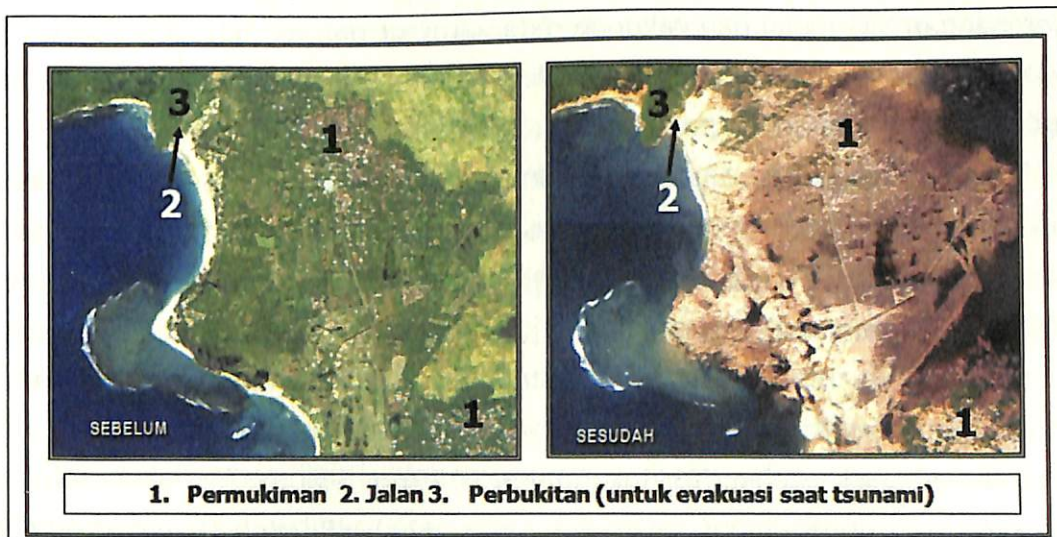 3
1
2
1
SEBELUM
3
1
2
1
SESUDAH
1. Permukiman 2. Jalan 3. Perbukitan (untuk evakuasi saat tsunami)